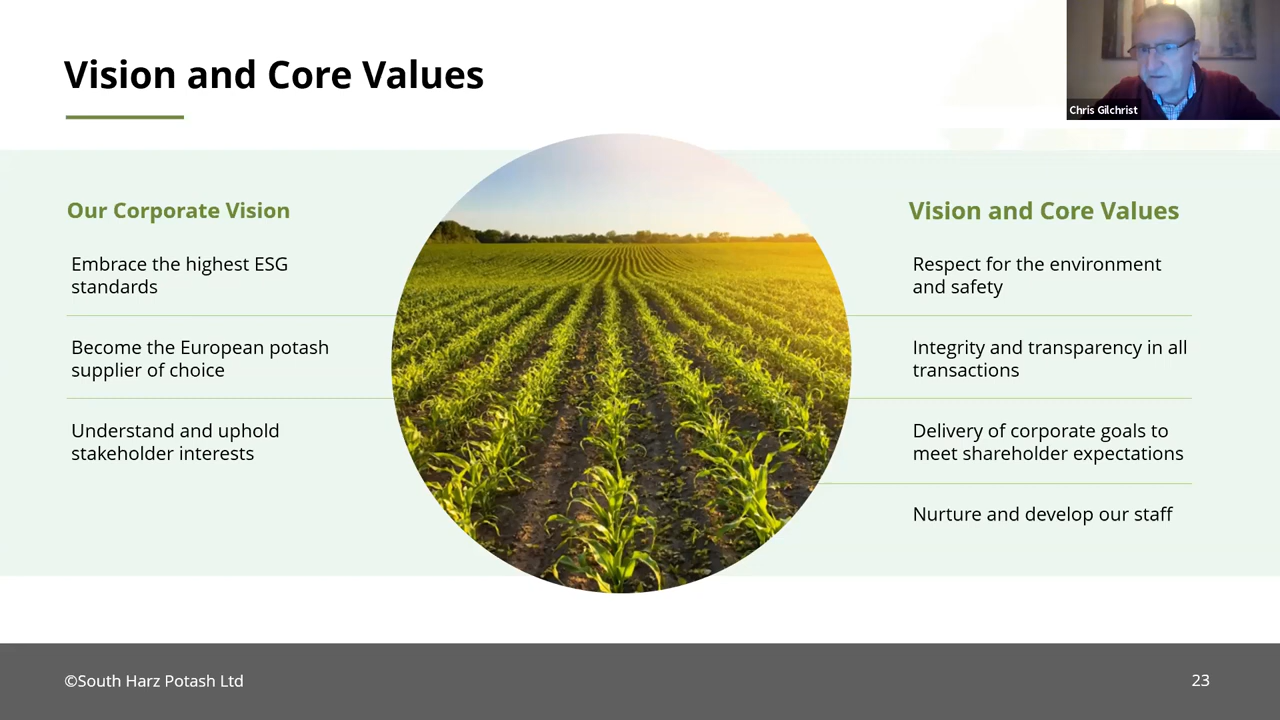 Vision and Core Values
Chris Gilchrist
Our Corporate Vision
Embrace the highest ESG
standards
Become the European potash
supplier of choice
Understand and uphold
stakeholder interests
Vision and Core Values
Respect for the environment
and safety
Integrity and transparency in all
transactions
Delivery of corporate goals to
meet shareholder expectations
Nurture and develop our staff
©South Harz Potash Ltd
23